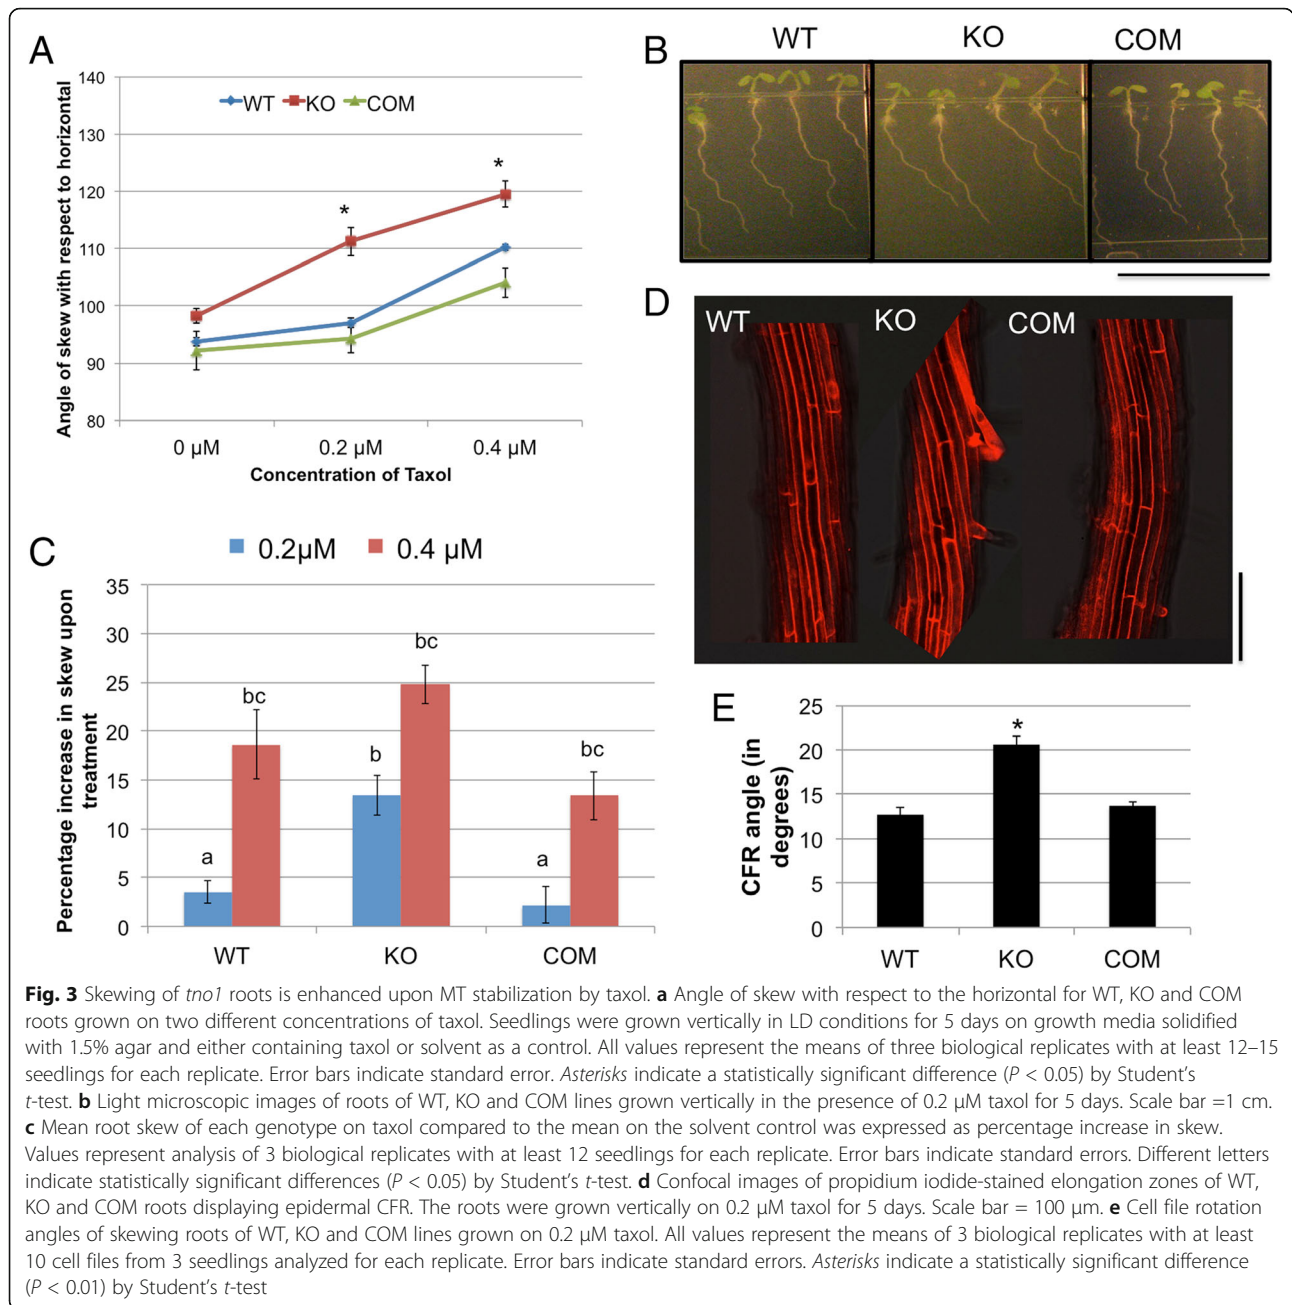 A
140
130
120
110
100
90
80
Angle of skew with respect to horizontal
WT KO COM
*
*
0 µM 0.2 µM 0.4 µM
Concentration of Taxol
B
WT KO COM
C
0.2µM 0.4 µM
35
30
25
20
15
10
5
0
Percentage increase in skew upon
treatment
a bc b bc a bc
WT KO COM
D
WT KO COM
E
25
20
15
10
5
0
CFR angle (in
degrees)
*
WT KO COM
Fig. 3 Skewing of tno1 roots is enhanced upon MT stabilization by taxol. a Angle of skew with respect to the horizontal for WT, KO and COM
roots grown on two different concentrations of taxol. Seedlings were grown vertically in LD conditions for 5 days on growth media solidified
with 1.5% agar and either containing taxol or solvent as a control. All values represent the means of three biological replicates with at least 12–15
seedlings for each replicate. Error bars indicate standard error. Asterisks indicate a statistically significant difference (P < 0.05) by Student's
t-test. b Light microscopic images of roots of WT, KO and COM lines grown vertically in the presence of 0.2 µM taxol for 5 days. Scale bar =1 cm.
c Mean root skew of each genotype on taxol compared to the mean on the solvent control was expressed as percentage increase in skew.
Values represent analysis of 3 biological replicates with at least 12 seedlings for each replicate. Error bars indicate standard errors. Different letters
indicate statistically significant differences (P < 0.05) by Student's t-test. d Confocal images of propidium iodide-stained elongation zones of WT,
KO and COM roots displaying epidermal CFR. The roots were grown vertically on 0.2 µM taxol for 5 days. Scale bar = 100 µm. e Cell file rotation
angles of skewing roots of WT, KO and COM lines grown on 0.2 µM taxol. All values represent the means of 3 biological replicates with at least
10 cell files from 3 seedlings analyzed for each replicate. Error bars indicate standard errors. Asterisks indicate a statistically significant difference
(P < 0.01) by Student's t-test